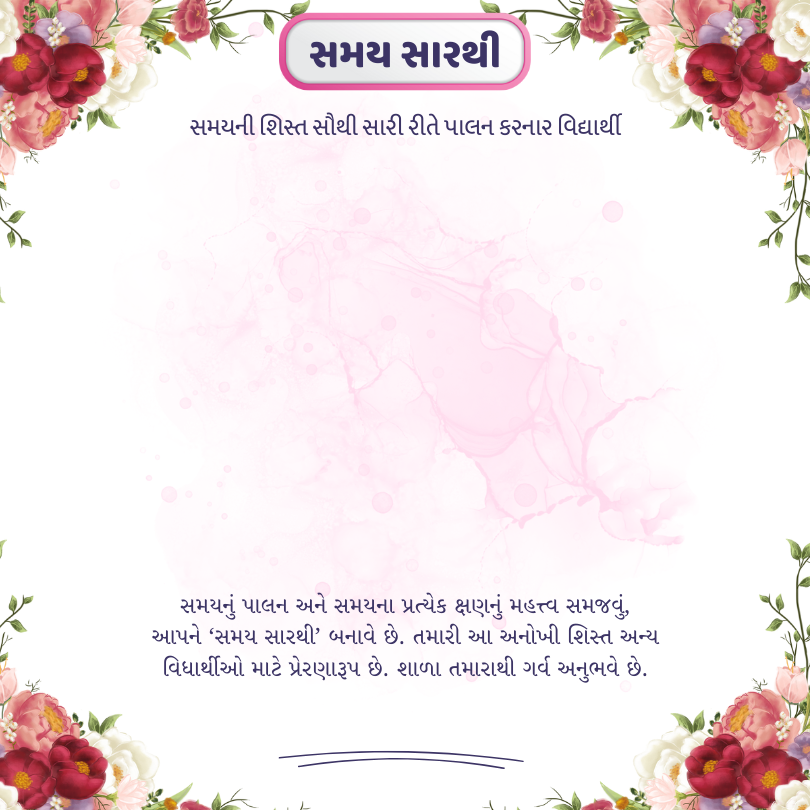 સમય સારથી
સમયની શિસ્ત સૌથી સારી રીતે પાલન કરનાર વિદ્યાર્થી
સમયનું પાલન અને સમયના પ્રત્યેક ક્ષણનું મહત્ત્વ સમજવું,
આપને ‘સમય સારથી’ બનાવે છે. તમારી આ અનોખી શિસ્ત અન્ય
વિદ્યાર્થીઓ માટે પ્રેરણારૂપ છે. શાળા તમારાથી ગર્વ અનુભવે છે.